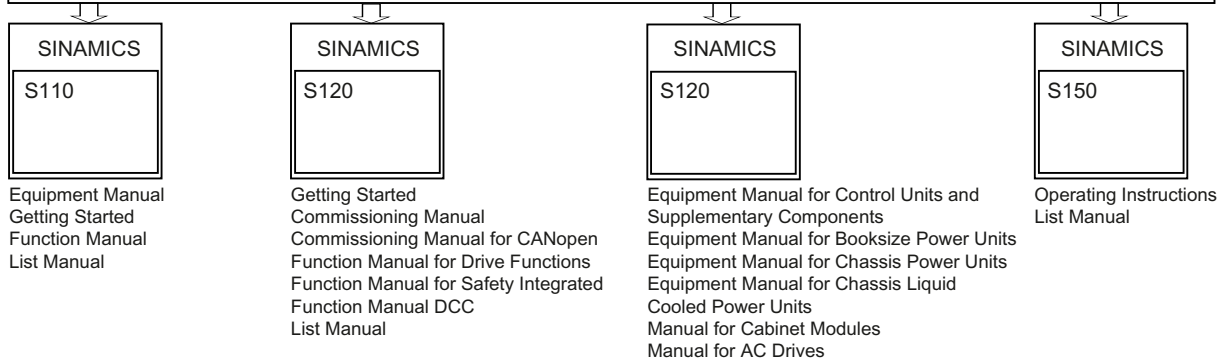 SINAMICS
S110
Equipment Manual
Getting Started
Function Manual
List Manual
SINAMICS
S120
Getting Started
Commissioning Manual
Commissioning Manual for CANopen
Function Manual for Drive Functions
Function Manual for Safety Integrated
Function Manual DCC
List Manual
SINAMICS
S120
Equipment Manual for Control Units and
Supplementary Components
Equipment Manual for Booksize Power Units
Equipment Manual for Chassis Power Units
Equipment Manual for Chassis Liquid
Cooled Power Units
Manual for Cabinet Modules
Manual for AC Drives
SINAMICS
S150
Operating Instructions
List Manual